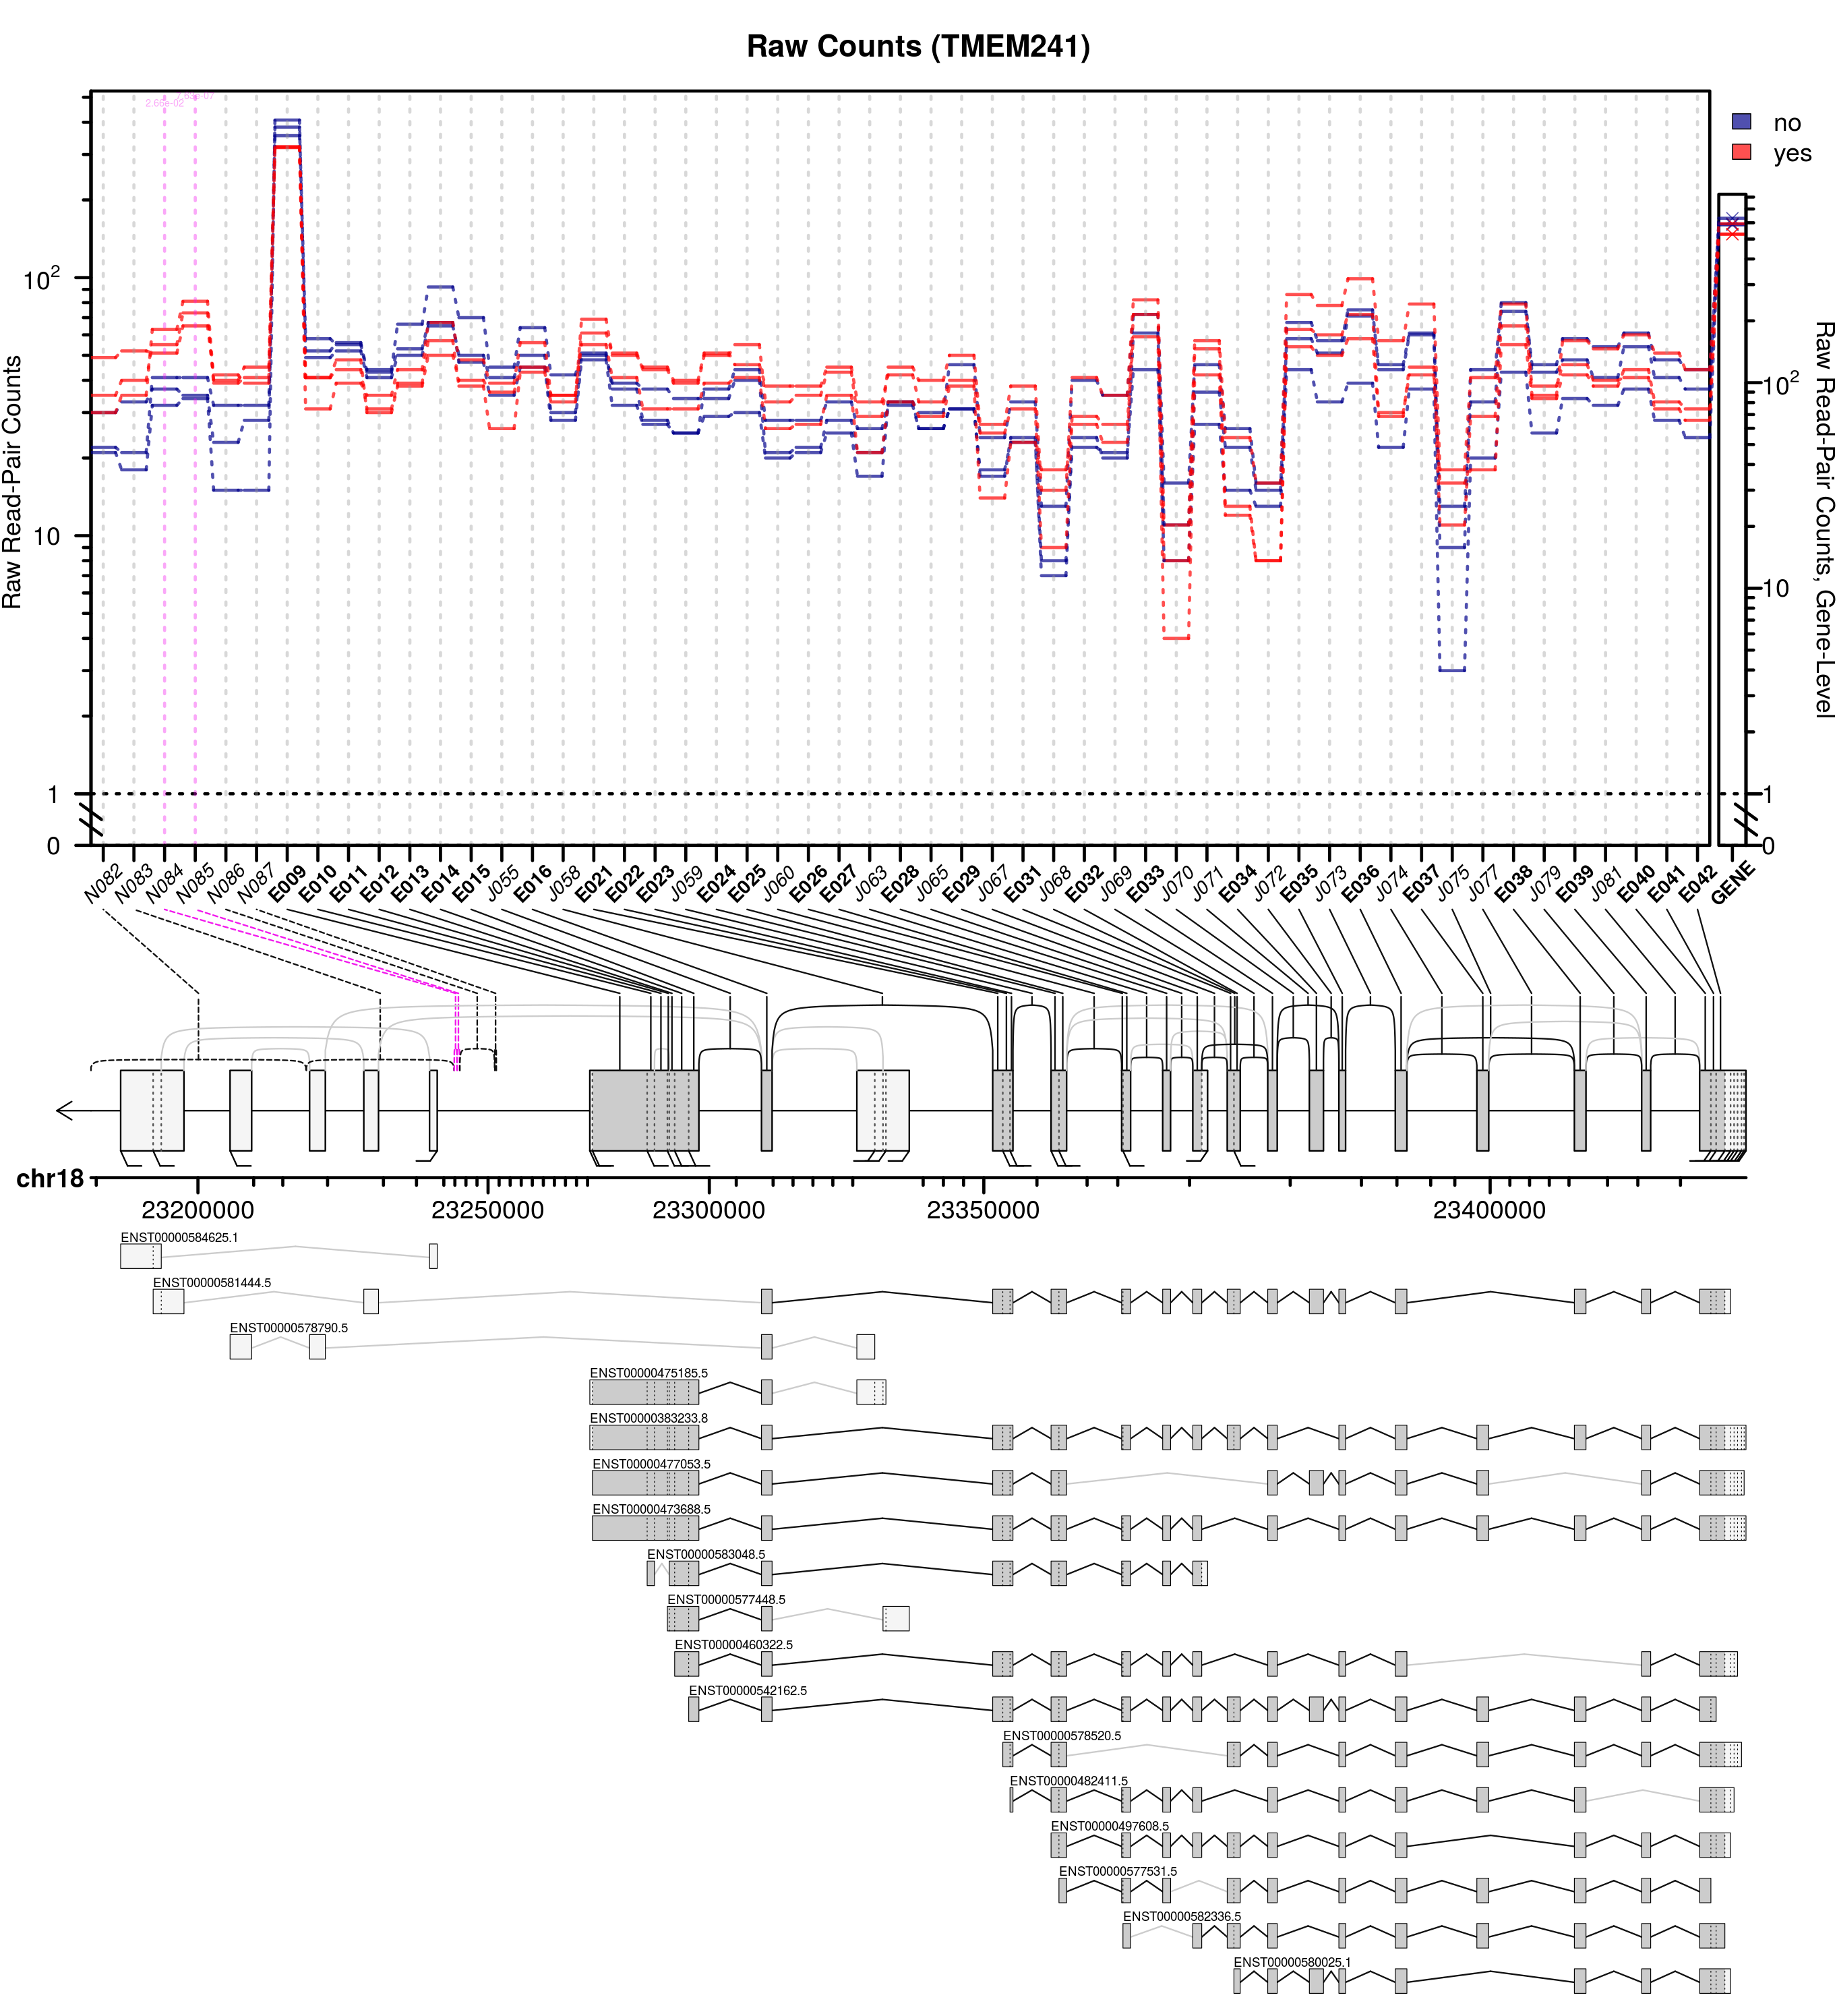 Raw Counts (TMEM241)
2.66e-02
no
yes
Raw Read-Pair Counts
10²
10
1
0
Raw Read-Pair Counts, Gene-Level
10²
10
1
0
N082 N083 N084 N085 N086 N087 E009 E010 E011 E012 E013 E014 E015 J055 E016 J058 E021 E022 E023 J059 E024 E025 J060 E026 E027 J063 E028 J065 E029 J067 E031 J068 E032 J069 E033 J070 J071 E034 J072 E035 J073 E036 J074 E037 J075 J077 E038 J079 E039 J081 E040 E041 E042 GENE
chr18
23200000 23250000 23300000 23350000 23400000
ENST00000584625.1
ENST00000581444.5
ENST00000578790.5
ENST00000475185.5
ENST00000383233.8
ENST00000477053.5
ENST00000473688.5
ENST00000583048.5
ENST00000577448.5
ENST00000460322.5
ENST00000542162.5
ENST00000578520.5
ENST00000482411.5
ENST00000497608.5
ENST00000577531.5
ENST00000582336.5
ENST00000580025.1